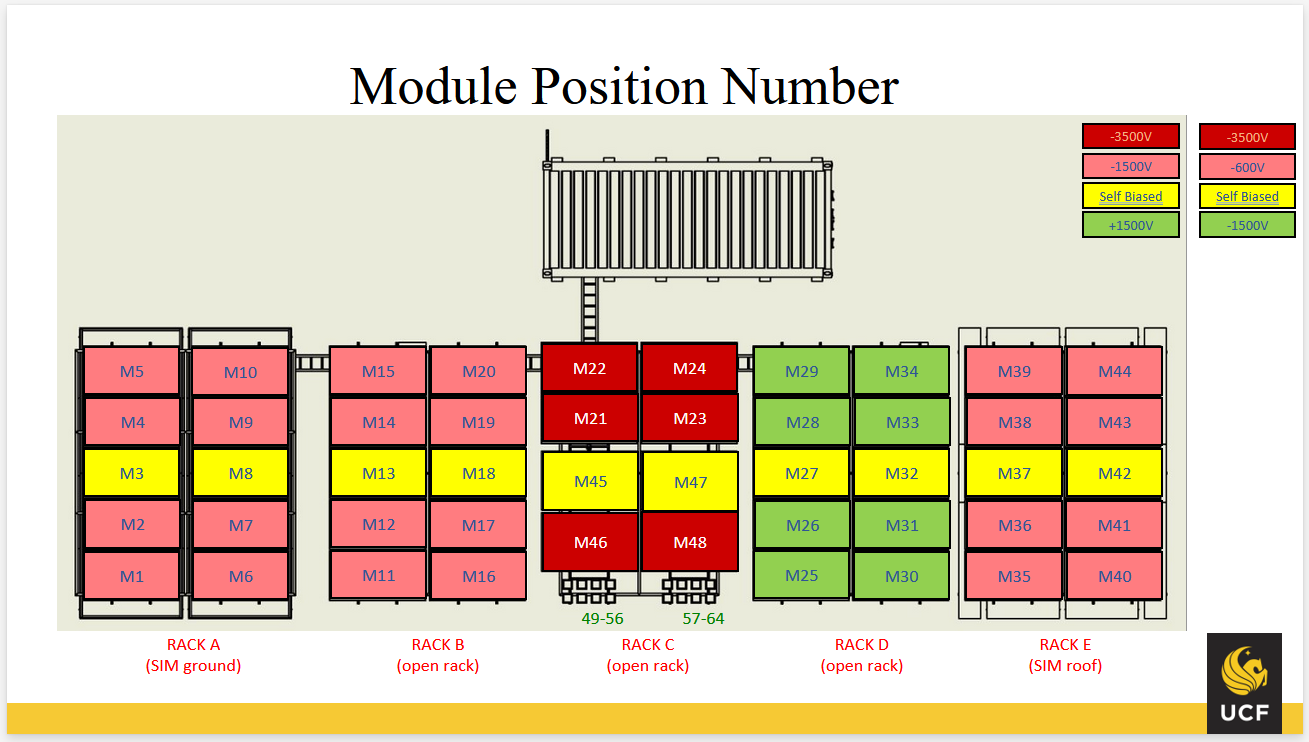 Module Position Number
-3500V -3500V
-1500V -600V
Self Biased Self Biased
+1500V -1500V
M5 M10 M15 M20 M22 M24 M29 M34 M39 M44
M4 M9 M14 M19 M21 M23 M28 M33 M38 M43
M3 M8 M13 M18 M45 M47 M27 M32 M37 M42
M2 M7 M12 M17 M46 M48 M26 M31 M36 M41
M1 M6 M11 M16 M25 M30 M35 M40
49-56 57-64
RACK A RACK B RACK C RACK D RACK E
(SIM ground) (open rack) (open rack) (open rack) (SIM roof)
UCF